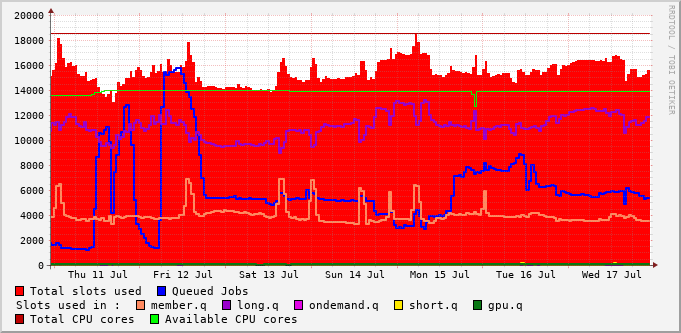 20000
18000
16000
14000
12000
10000
8000
6000
4000
2000
0
Thu 11 Jul Fri 12 Jul Sat 13 Jul Sun 14 Jul Mon 15 Jul Tue 16 Jul Wed 17 Jul
Total slots used Queued Jobs
Slots used in : member.q long.q ondemand.q short.q gpu.q
Total CPU cores Available CPU cores
RRDTOOL / TOBI OETIKER